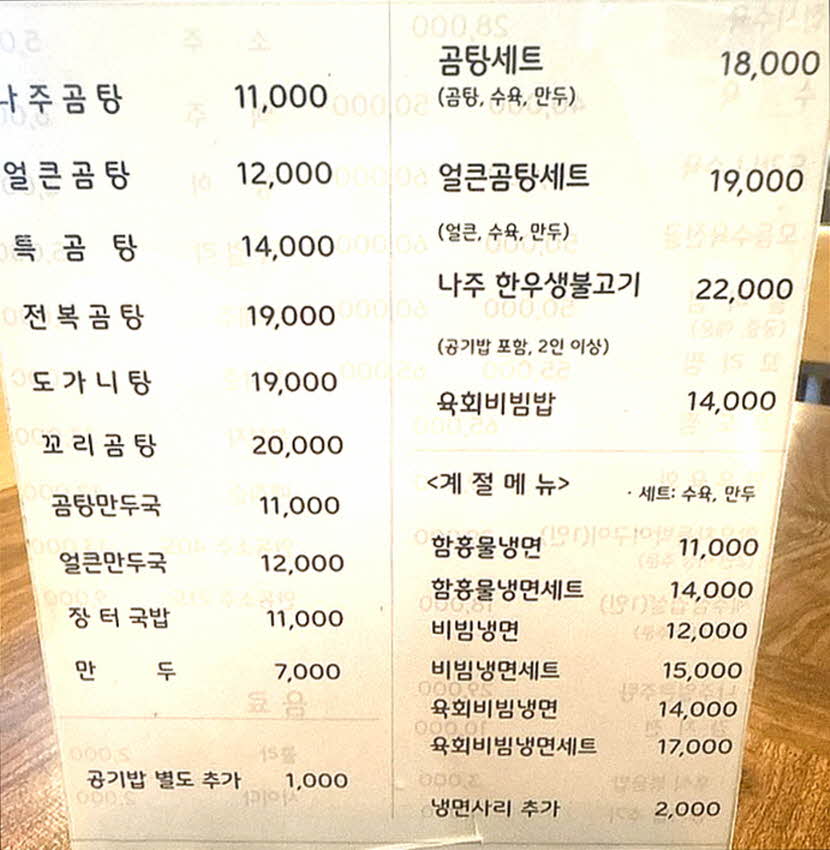 나주곰탕 11,000
얼큰곰탕 12,000
특 곰 탕 14,000
전복곰탕 19,000
도가니탕 19,000
꼬리곰탕 20,000
곰탕만두국 11,000
얼큰만두국 12,000
장터국밥 11,000
만 두 7,000
공기밥 별도 추가 1,000
곰탕세트 18,000
(곰탕, 수육, 만두)
얼큰곰탕세트 19,000
(얼큰, 수육, 만두)
나주 한우생불고기 22,000
(공기밥 포함, 2인 이상)
육회비빔밥 14,000
<계절메뉴> · 세트: 수육, 만두
함흥물냉면 11,000
함흥물냉면세트 14,000
비빔냉면 12,000
비빔냉면세트 15,000
육회비빔냉면 14,000
육회비빔냉면세트 17,000
냉면사리 추가 2,000